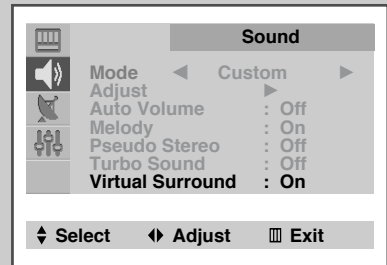 Sound
Mode ◀ Custom ▶
Adjust ▶
Auto Volume : Off
Melody : On
Pseudo Stereo : Off
Turbo Sound : Off
Virtual Surround : On
Select Adjust Exit